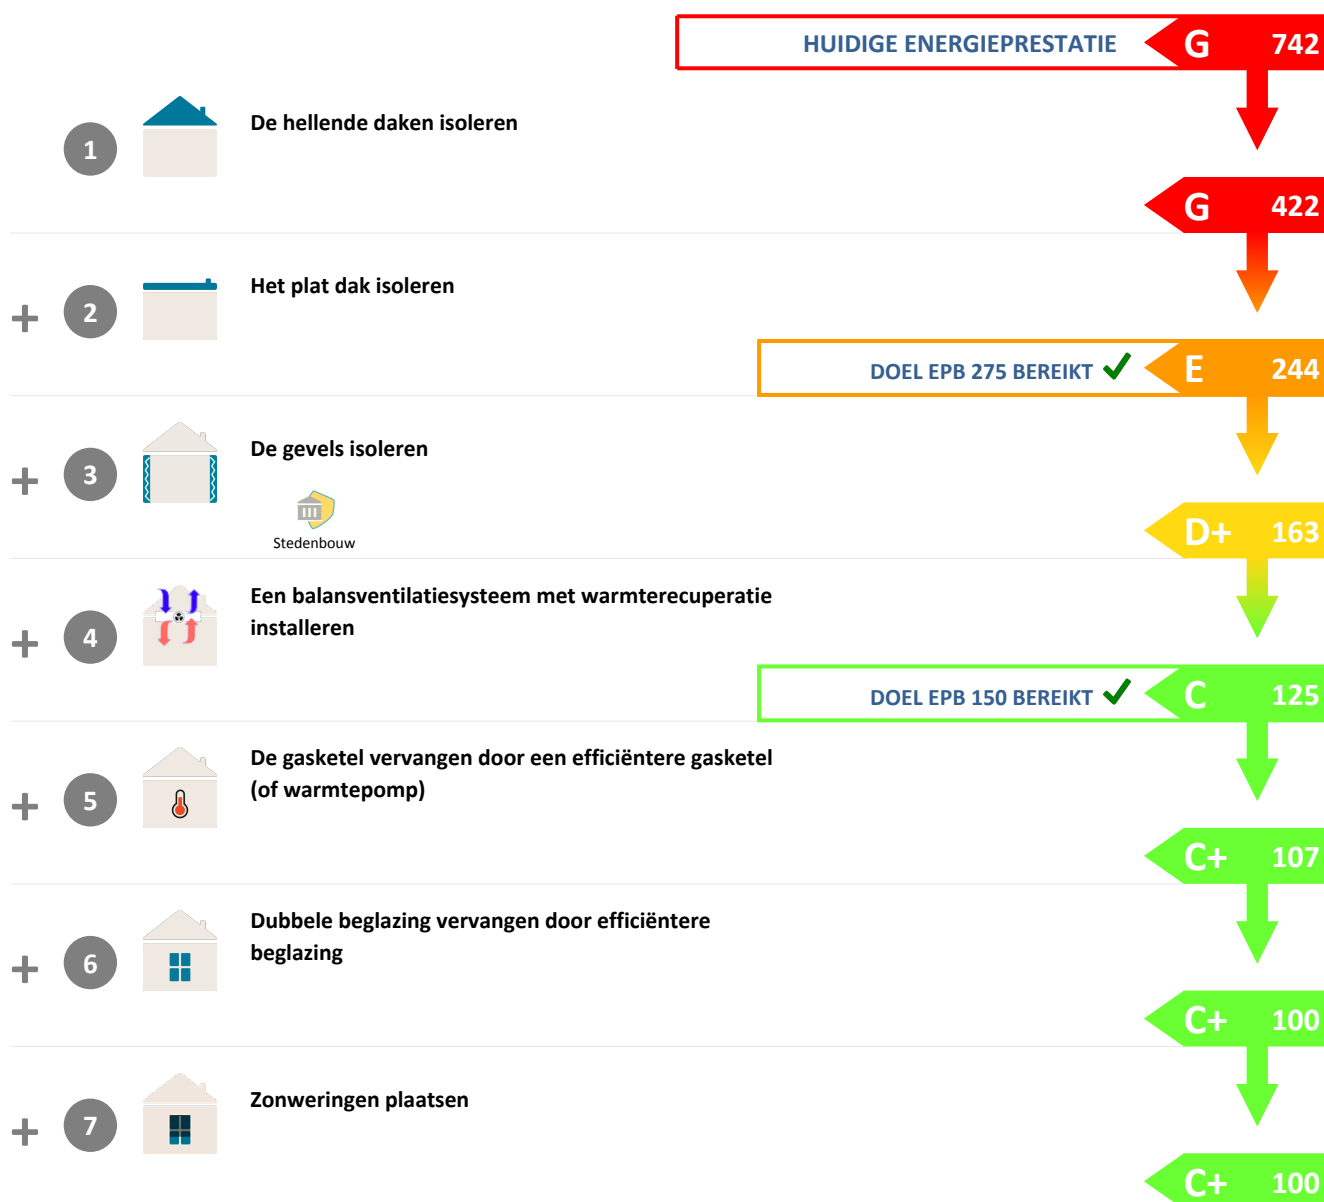 HUIDIGE ENERGIEPRESTATIE G 742
1 De hellende daken isoleren
G 422
+ 2 Het plat dak isoleren
DOEL EPB 275 BEREIKT ✓ E 244
+ 3 De gevels isoleren
Stedenbouw
D+ 163
+ 4 Een balansventilatiesysteem met warmterecuperatie
installeren
DOEL EPB 150 BEREIKT ✓ C 125
+ 5 De gasketel vervangen door een efficiëntere gasketel
(of warmtepomp)
C+ 107
+ 6 Dubbele beglazing vervangen door efficiëntere
beglazing
C+ 100
+ 7 Zonweringen plaatsen
C+ 100